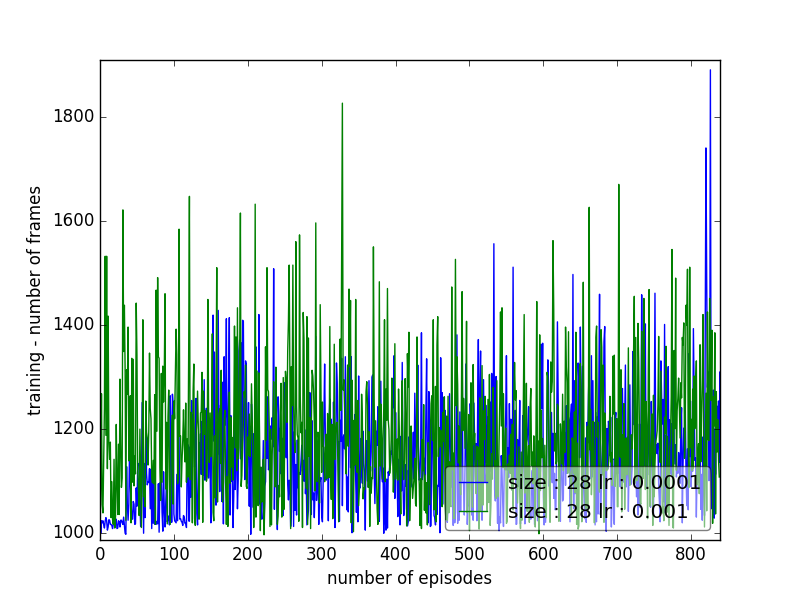 1800
1600
1400
1200
1000
0 100 200 300 400 500 600 700 800
training - number of frames
number of episodes
size : 28 lr : 0.0001
size : 28 lr : 0.001